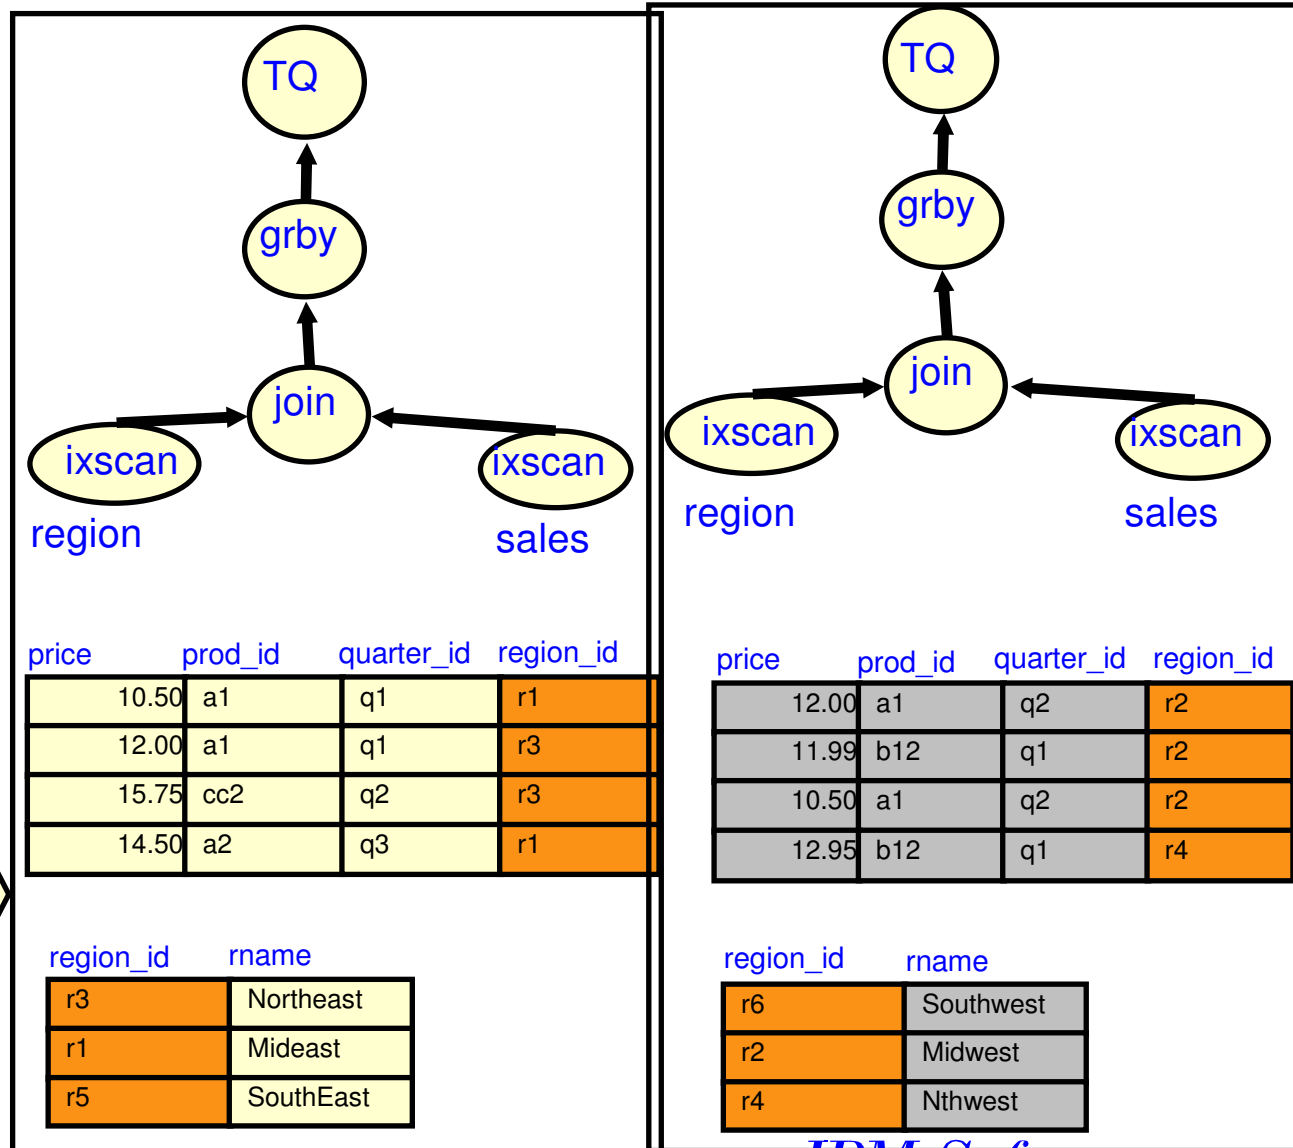 TQ
grby
join
ixscan
ixscan
region
sales
price prod_id quarter_id region_id
10.50 a1 q1 r1
12.00 a1 q1 r3
15.75 cc2 q2 r3
14.50 a2 q3 r1
region_id rname
r3 Northeast
r1 Mideast
r5 SouthEast
TQ
grby
join
ixscan
ixscan
region
sales
price prod_id quarter_id region_id
12.00 a1 q2 r2
11.99 b12 q1 r2
10.50 a1 q2 r2
12.95 b12 q1 r4
region_id rname
r6 Southwest
r2 Midwest
r4 Nthwest